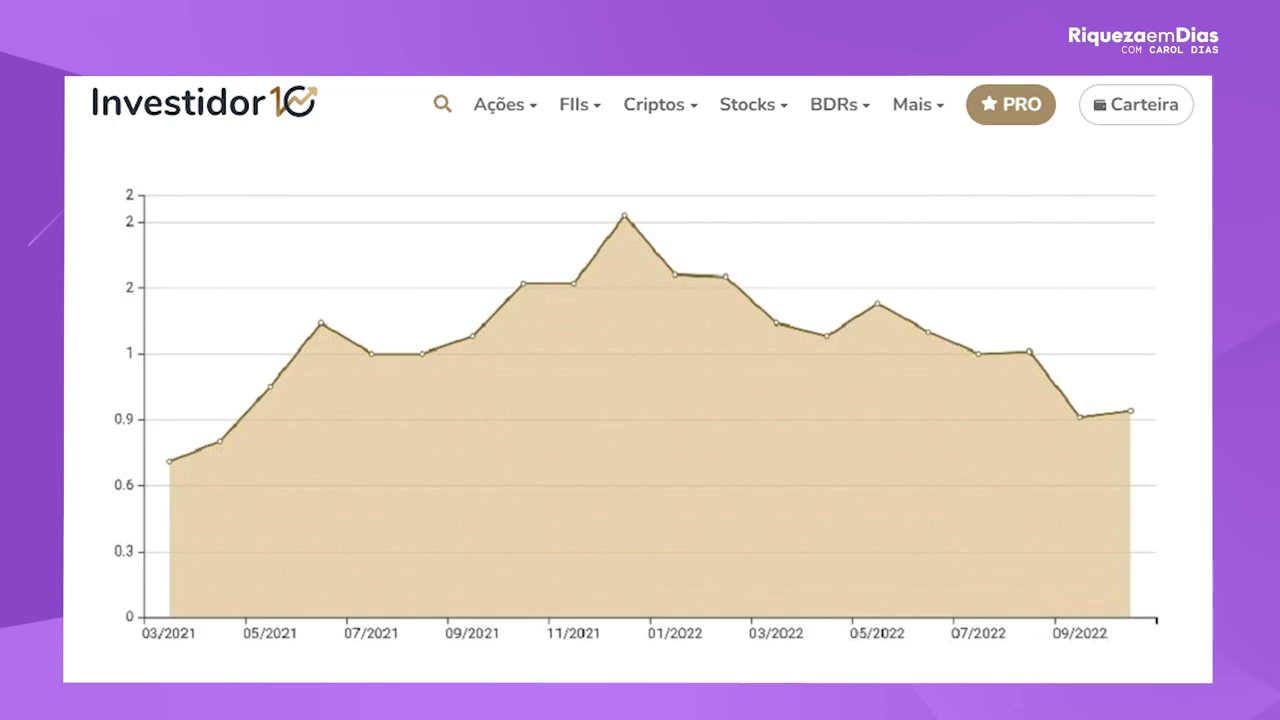 RiquezaemDias
COM CAROL DIAS
Investidor 10
Ações
FIIs
Criptos
Stocks
BDRs
Mais
PRO
Carteira
2
2
2
1
0.9
0.6
0.3
0
03/2021 05/2021 07/2021 09/2021 11/2021 01/2022 03/2022 05/2022 07/2022 09/2022